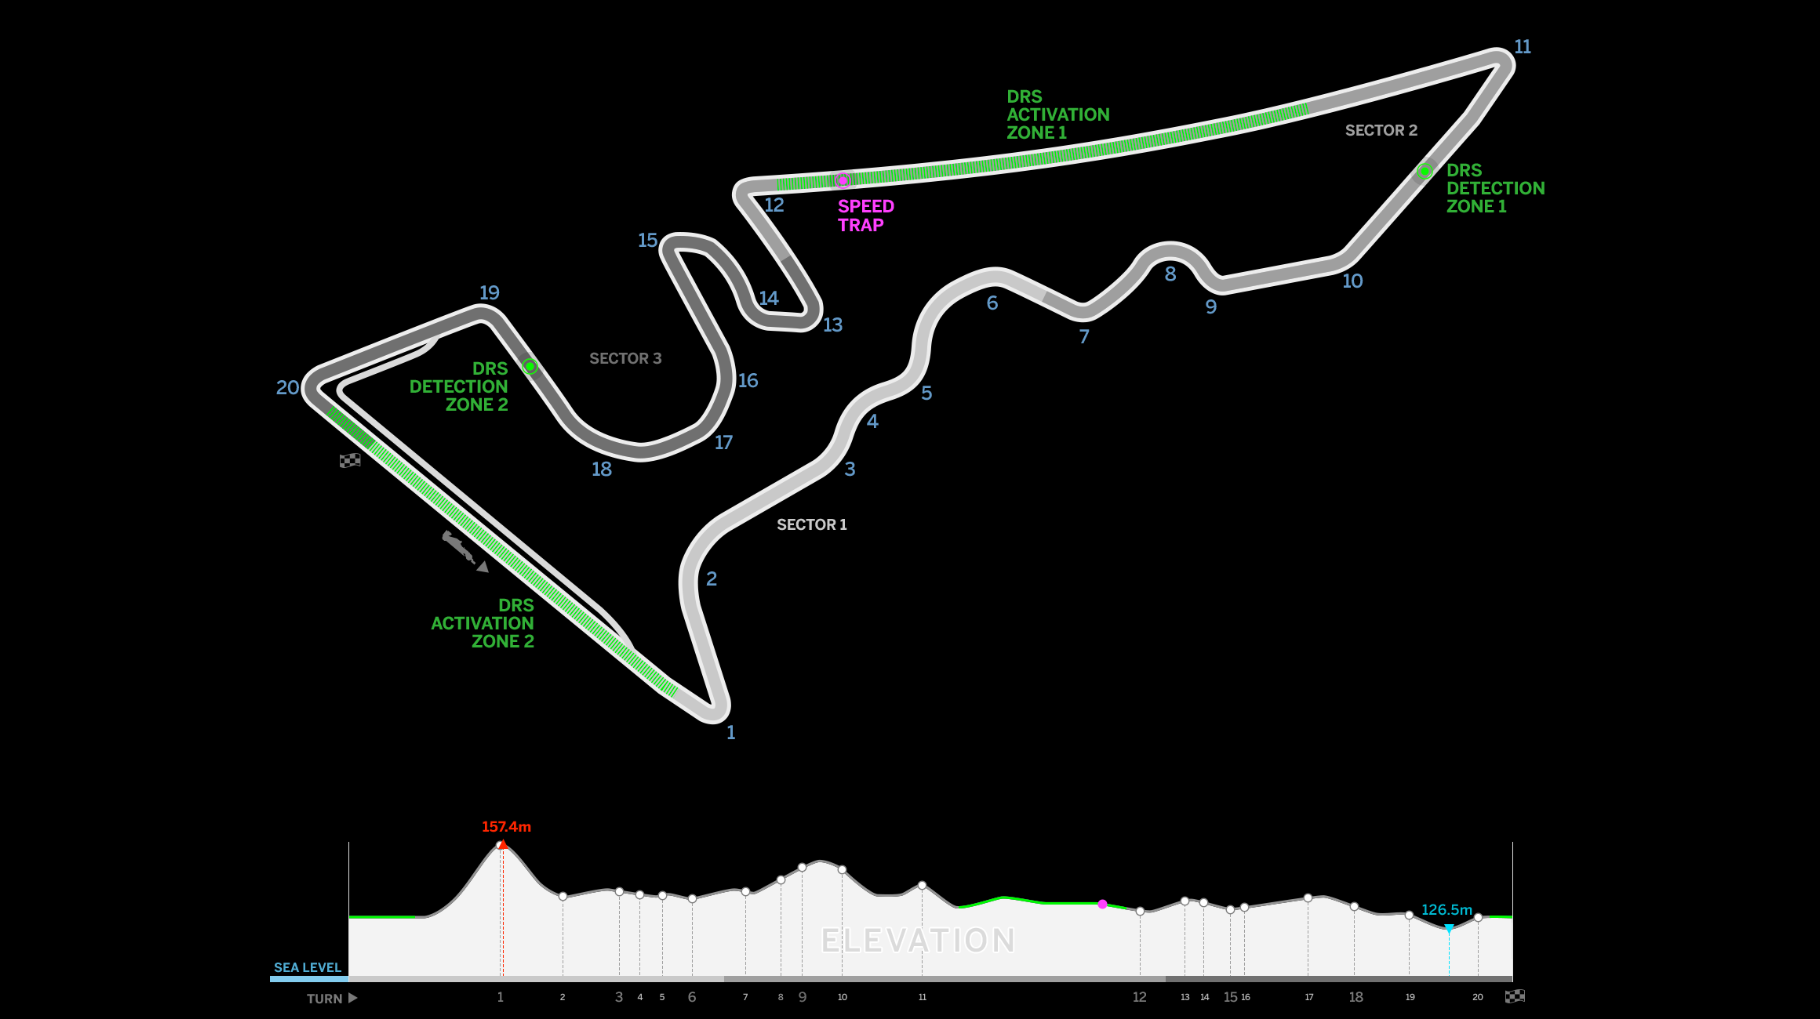 11
DRS
ACTIVATION
ZONE 1
SECTOR 2
DRS
DETECTION
ZONE 1
12
SPEED
TRAP
15
8
10
19
14
6
9
13
7
SECTOR 3
DRS
DETECTION
ZONE 2
20
16
5
4
17
18
3
SECTOR 1
2
DRS
ACTIVATION
ZONE 2
1
157.4m
126.5m
ELEVATION
SEA LEVEL
TURN 1 2 3 4 5 6 7 8 9 10 11 12 13 14 15 16 17 18 19 20